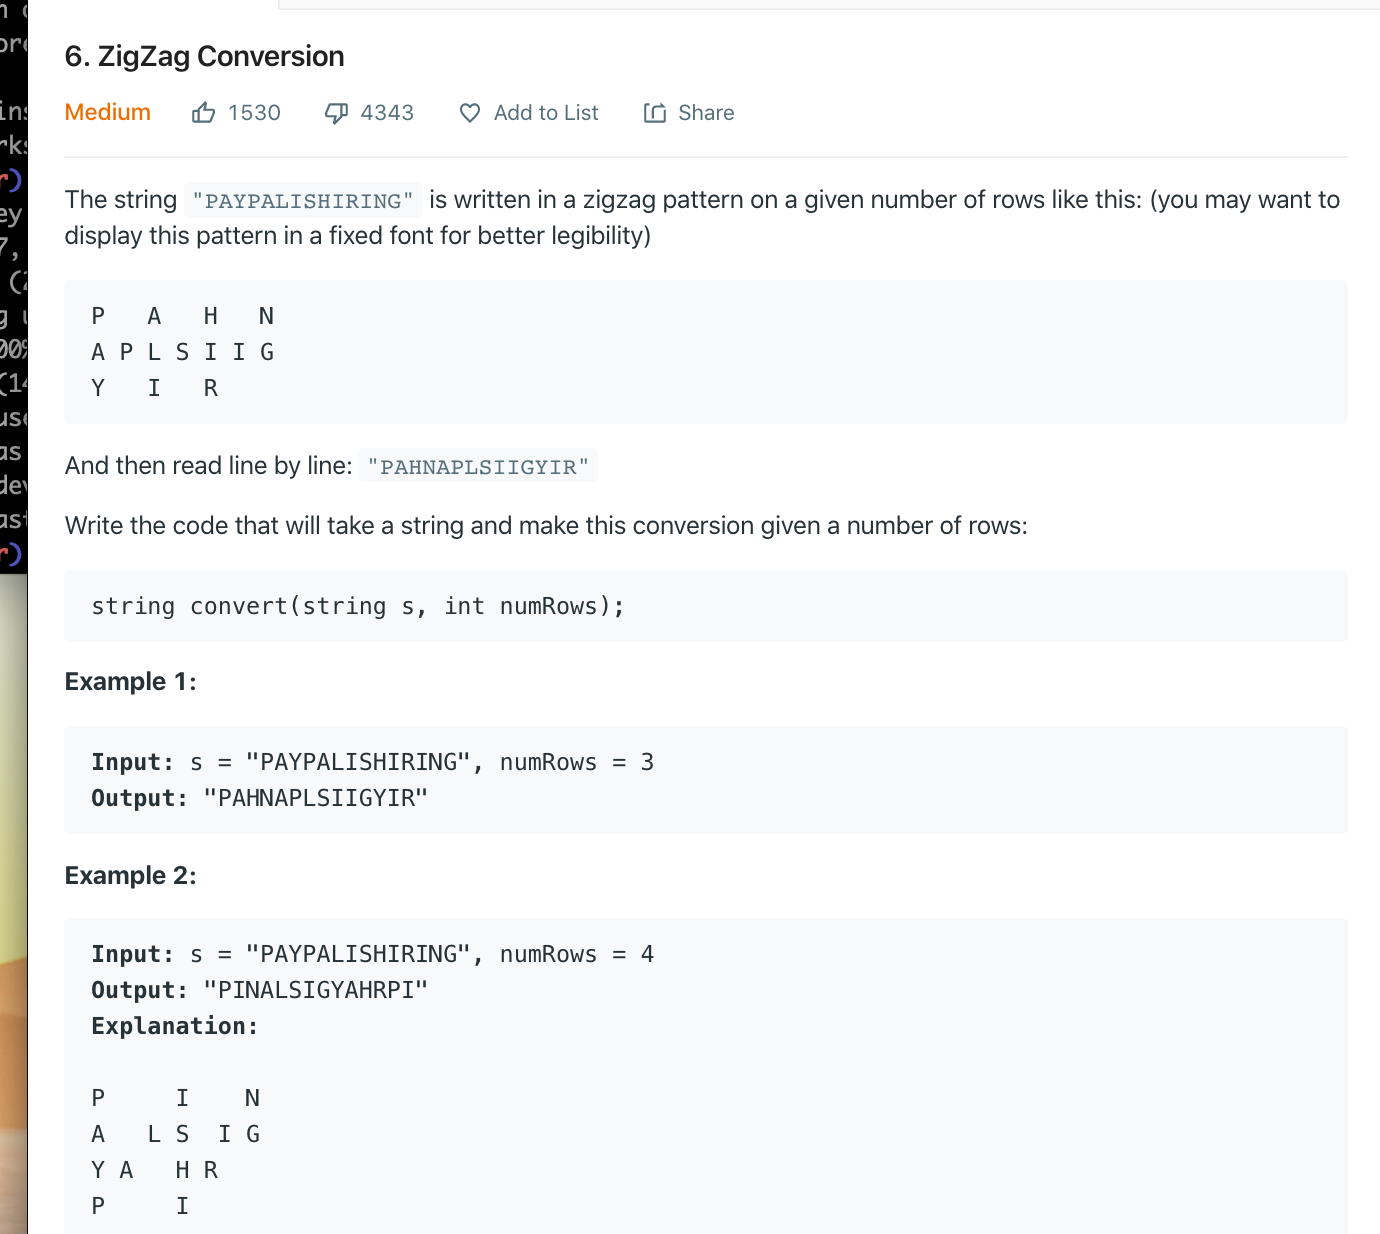 6. ZigZag Conversion
Medium 1530 4343 Add to List Share
The string "PAYPALISHIRING" is written in a zigzag pattern on a given number of rows like this: (you may want to
display this pattern in a fixed font for better legibility)
P   A   H   N
A P L S I I G
Y   I   R
And then read line by line: "PAHNAPLSIIGYIR"
Write the code that will take a string and make this conversion given a number of rows:
string convert(string s, int numRows);
Example 1:
Input: s = "PAYPALISHIRING", numRows = 3
Output: "PAHNAPLSIIGYIR"
Example 2:
Input: s = "PAYPALISHIRING", numRows = 4
Output: "PINALSIGYAHRPI"
Explanation:
P     I    N
A   L S  I G
Y A   H R
P     I